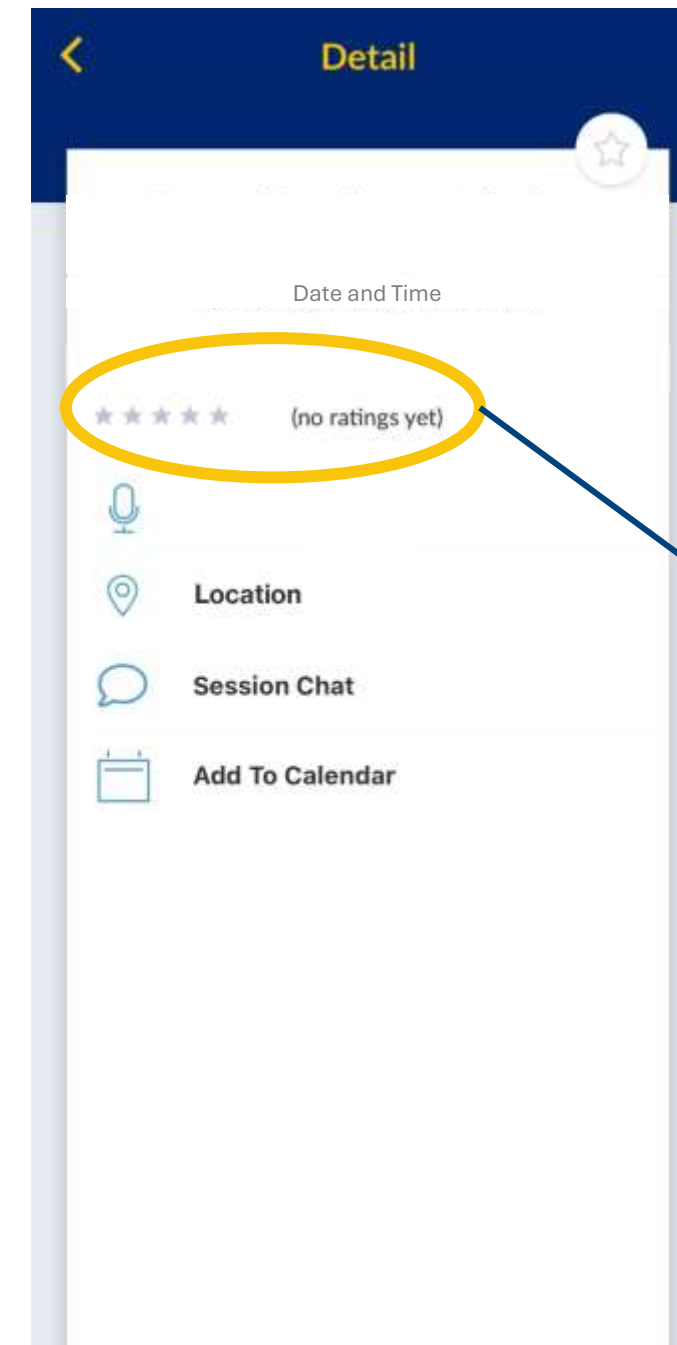 Detail
Date and Time
(no ratings yet)
Location
Session Chat
Add To Calendar